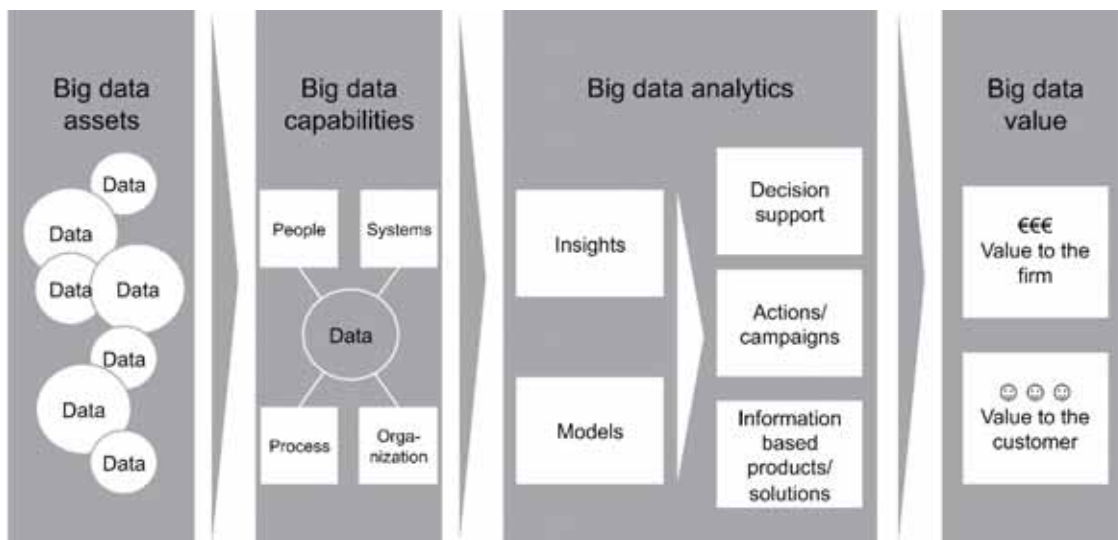 Big data
assets
Data
Data
Data
Data
Data
Data
Data
Big data
capabilities
People
Systems
Data
Process
Orga-
nization
Big data analytics
Insights
Models
Decision
support
Actions/
campaigns
Information
based
products/
solutions
Big data
value
€€€
Value to the
firm
☺ ☺ ☺
Value to the
customer